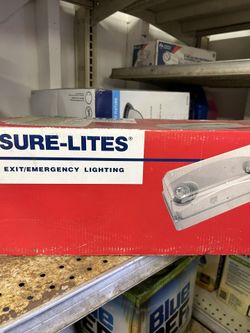 SURE-LITES®
EXIT/EMERGENCY LIGHTING
BLUE